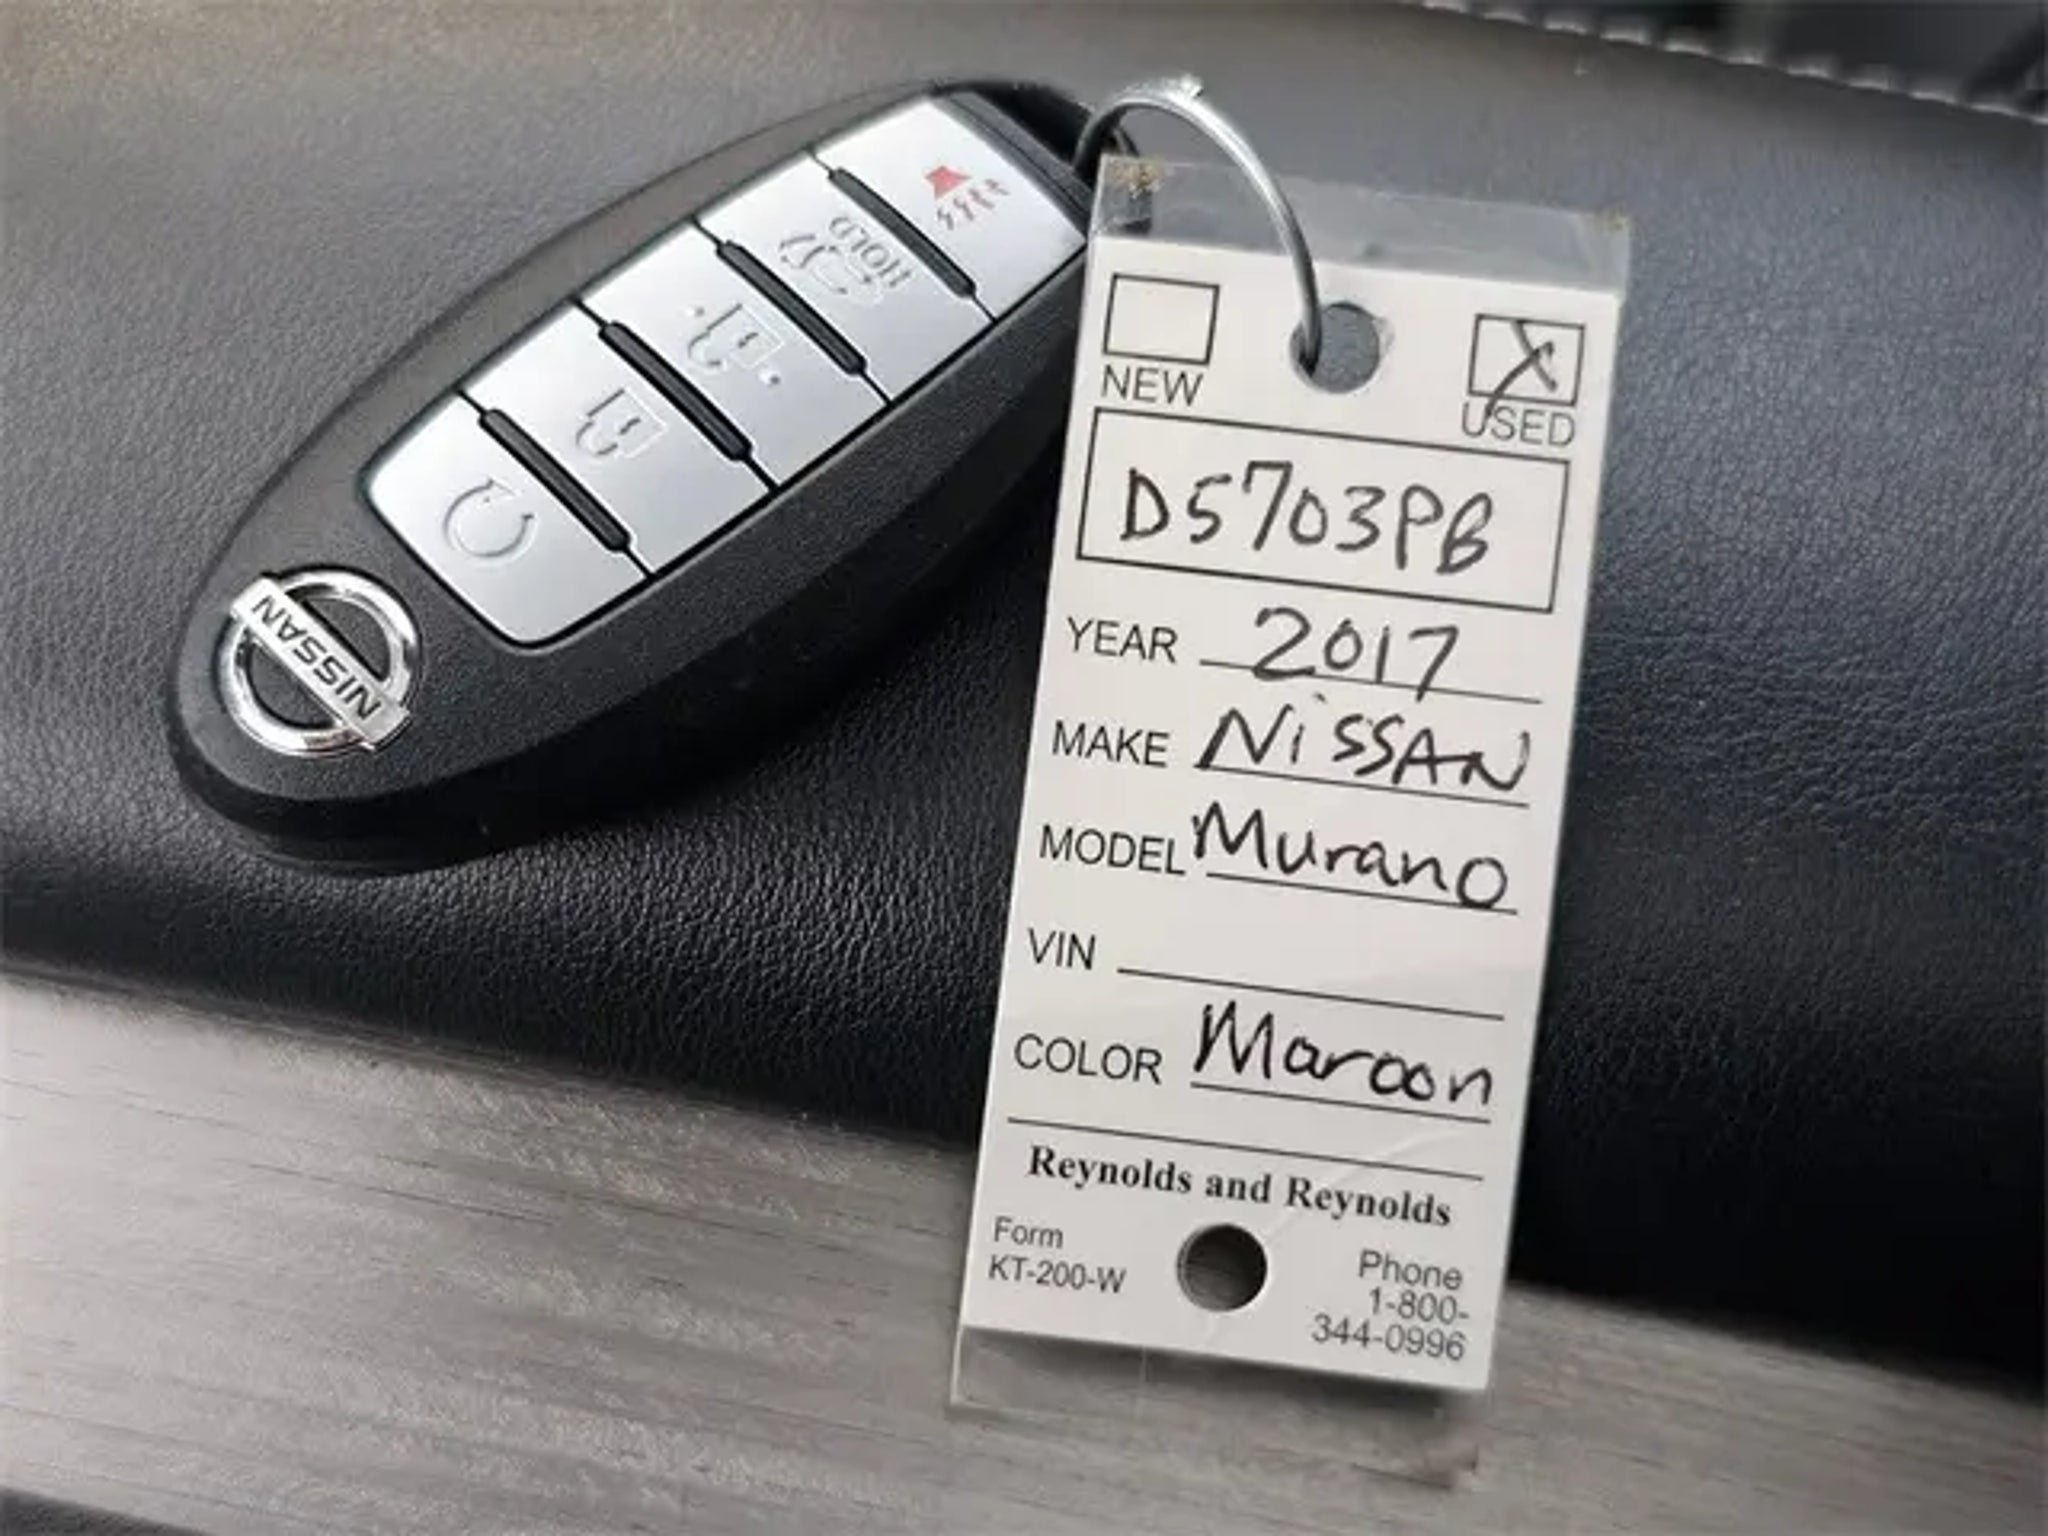 HOLD
NISSAN
NEW
USED
D5703PB
YEAR 2017
MAKE NiSSAN
MODEL Murano
VIN
COLOR Maroon
Reynolds and Reynolds
Form
KT-200-W
Phone
1-800-
344-0996